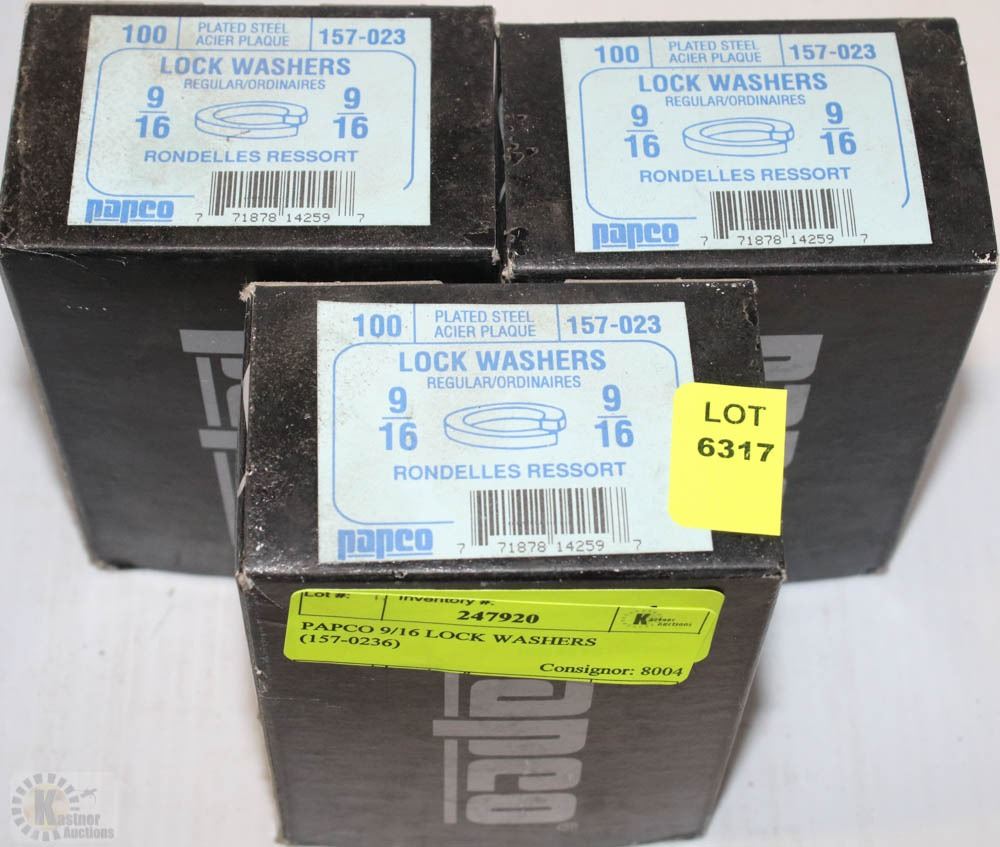 100 PLATED STEEL ACIER PLAQUE 157-023
LOCK WASHERS
REGULAR/ORDINAIRES
9/16 9/16
RONDELLES RESSORT
papco
7 71878 14259 7
100 PLATED STEEL ACIER PLAQUE 157-023
LOCK WASHERS
REGULAR/ORDINAIRES
9/16 9/16
RONDELLES RESSORT
papco
7 71878 14259 7
100 PLATED STEEL ACIER PLAQUE 157-023
LOCK WASHERS
REGULAR/ORDINAIRES
9/16 9/16
RONDELLES RESSORT
papco
7 71878 14259 7
LOT
6317
Lot #: Inventory #:
247920
Kastner Auctions
PAPCO 9/16 LOCK WASHERS
(157-0236)
Consignor: 8004
papco
Kastner
Auctions